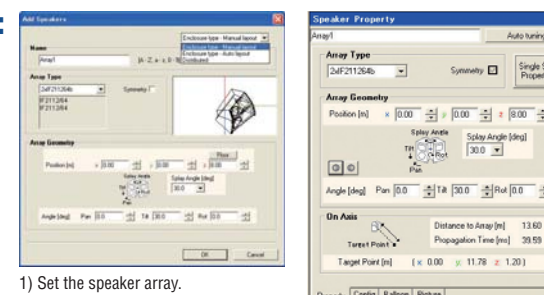 Add Speakers
Enclosure type - Manual layout
Enclosure type - Manual layout
Enclosure type - Auto layout
Distributed
Name
Array1
Array Type
2xIF2112/64
Symmetry
IF2112/64
IF2112/64
Array Geometry
Floor
Position [m] x 0.00 y 0.00 z 0.00
Splay Angle
Tilt
Rot
Pan
Splay Angle [deg]
30.0
Angle [deg] Pan 0.0 Tilt 30.0 Rot 0.0
OK Cancel
1) Set the speaker array.
Speaker Property
Array1
Auto tuning
Array Type
2xIF211264b
Symmetry
Single S
Proper
Array Geometry
Position [m] x 0.00 y 0.00 z 8.00
Splay Angle
Tilt
Rot
Pan
Splay Angle [deg]
30.0
Angle [deg] Pan 0.0 Tilt 30.0 Rot 0.0
On Axis
Target Point
Distance to Array [m] 13.60
Propagation Time [ms] 39.59
Target Point [m] ( x 0.00 y 11.78 z 1.20 )
Config Balloon Picture